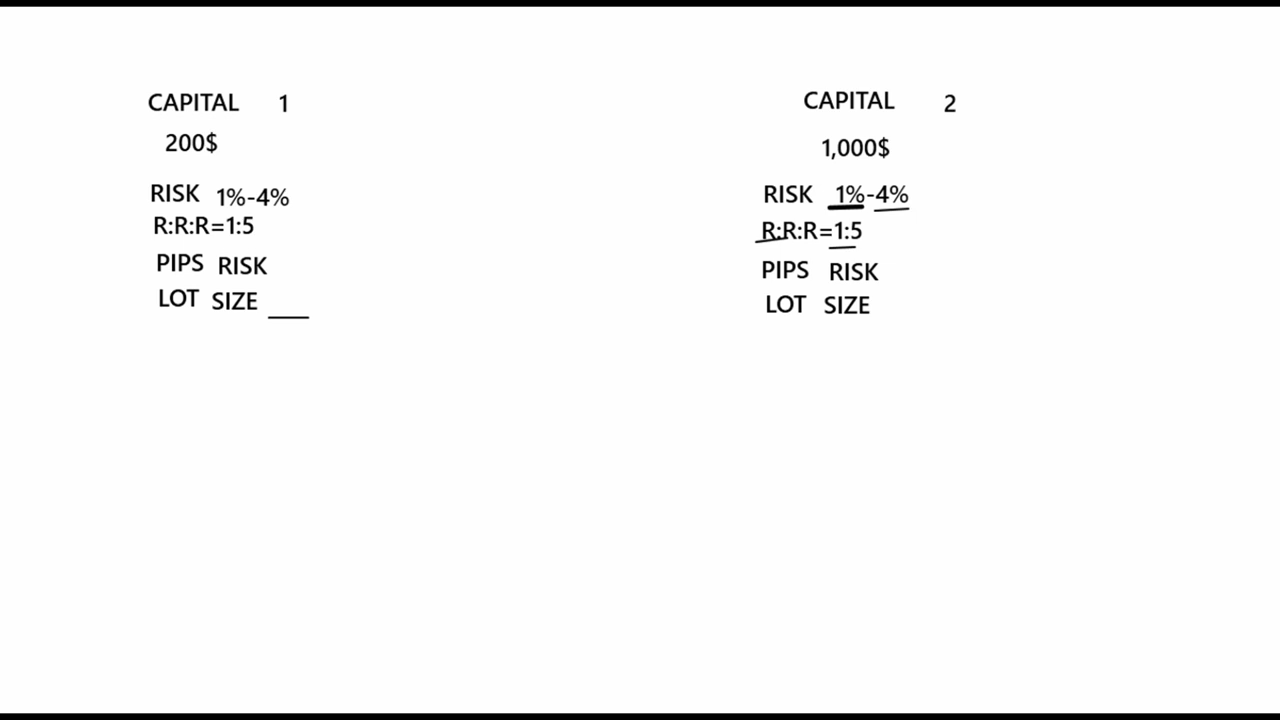 CAPITAL 1
200$
RISK 1%-4%
R:R:R=1:5
PIPS RISK
LOT SIZE
CAPITAL 2
1,000$
RISK 1%-4%
R:R:R=1:5
PIPS RISK
LOT SIZE